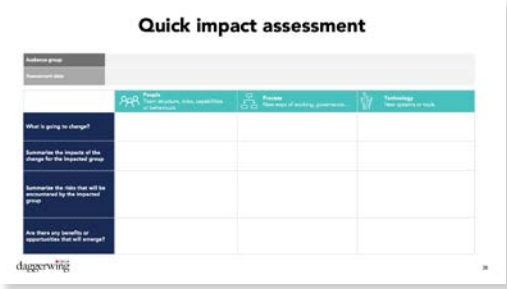 Quick impact assessment
Audience group
Assessment date
People
Team structure, roles, capabilities
or behaviours
Process
New ways of working, governance...
Technology
New systems or tools
What is going to change?
Summarize the impacts of the
change for the impacted group
Summarize the risks that will be
encountered by the impacted
group
Are there any benefits or
opportunities that will emerge?
daggerwing